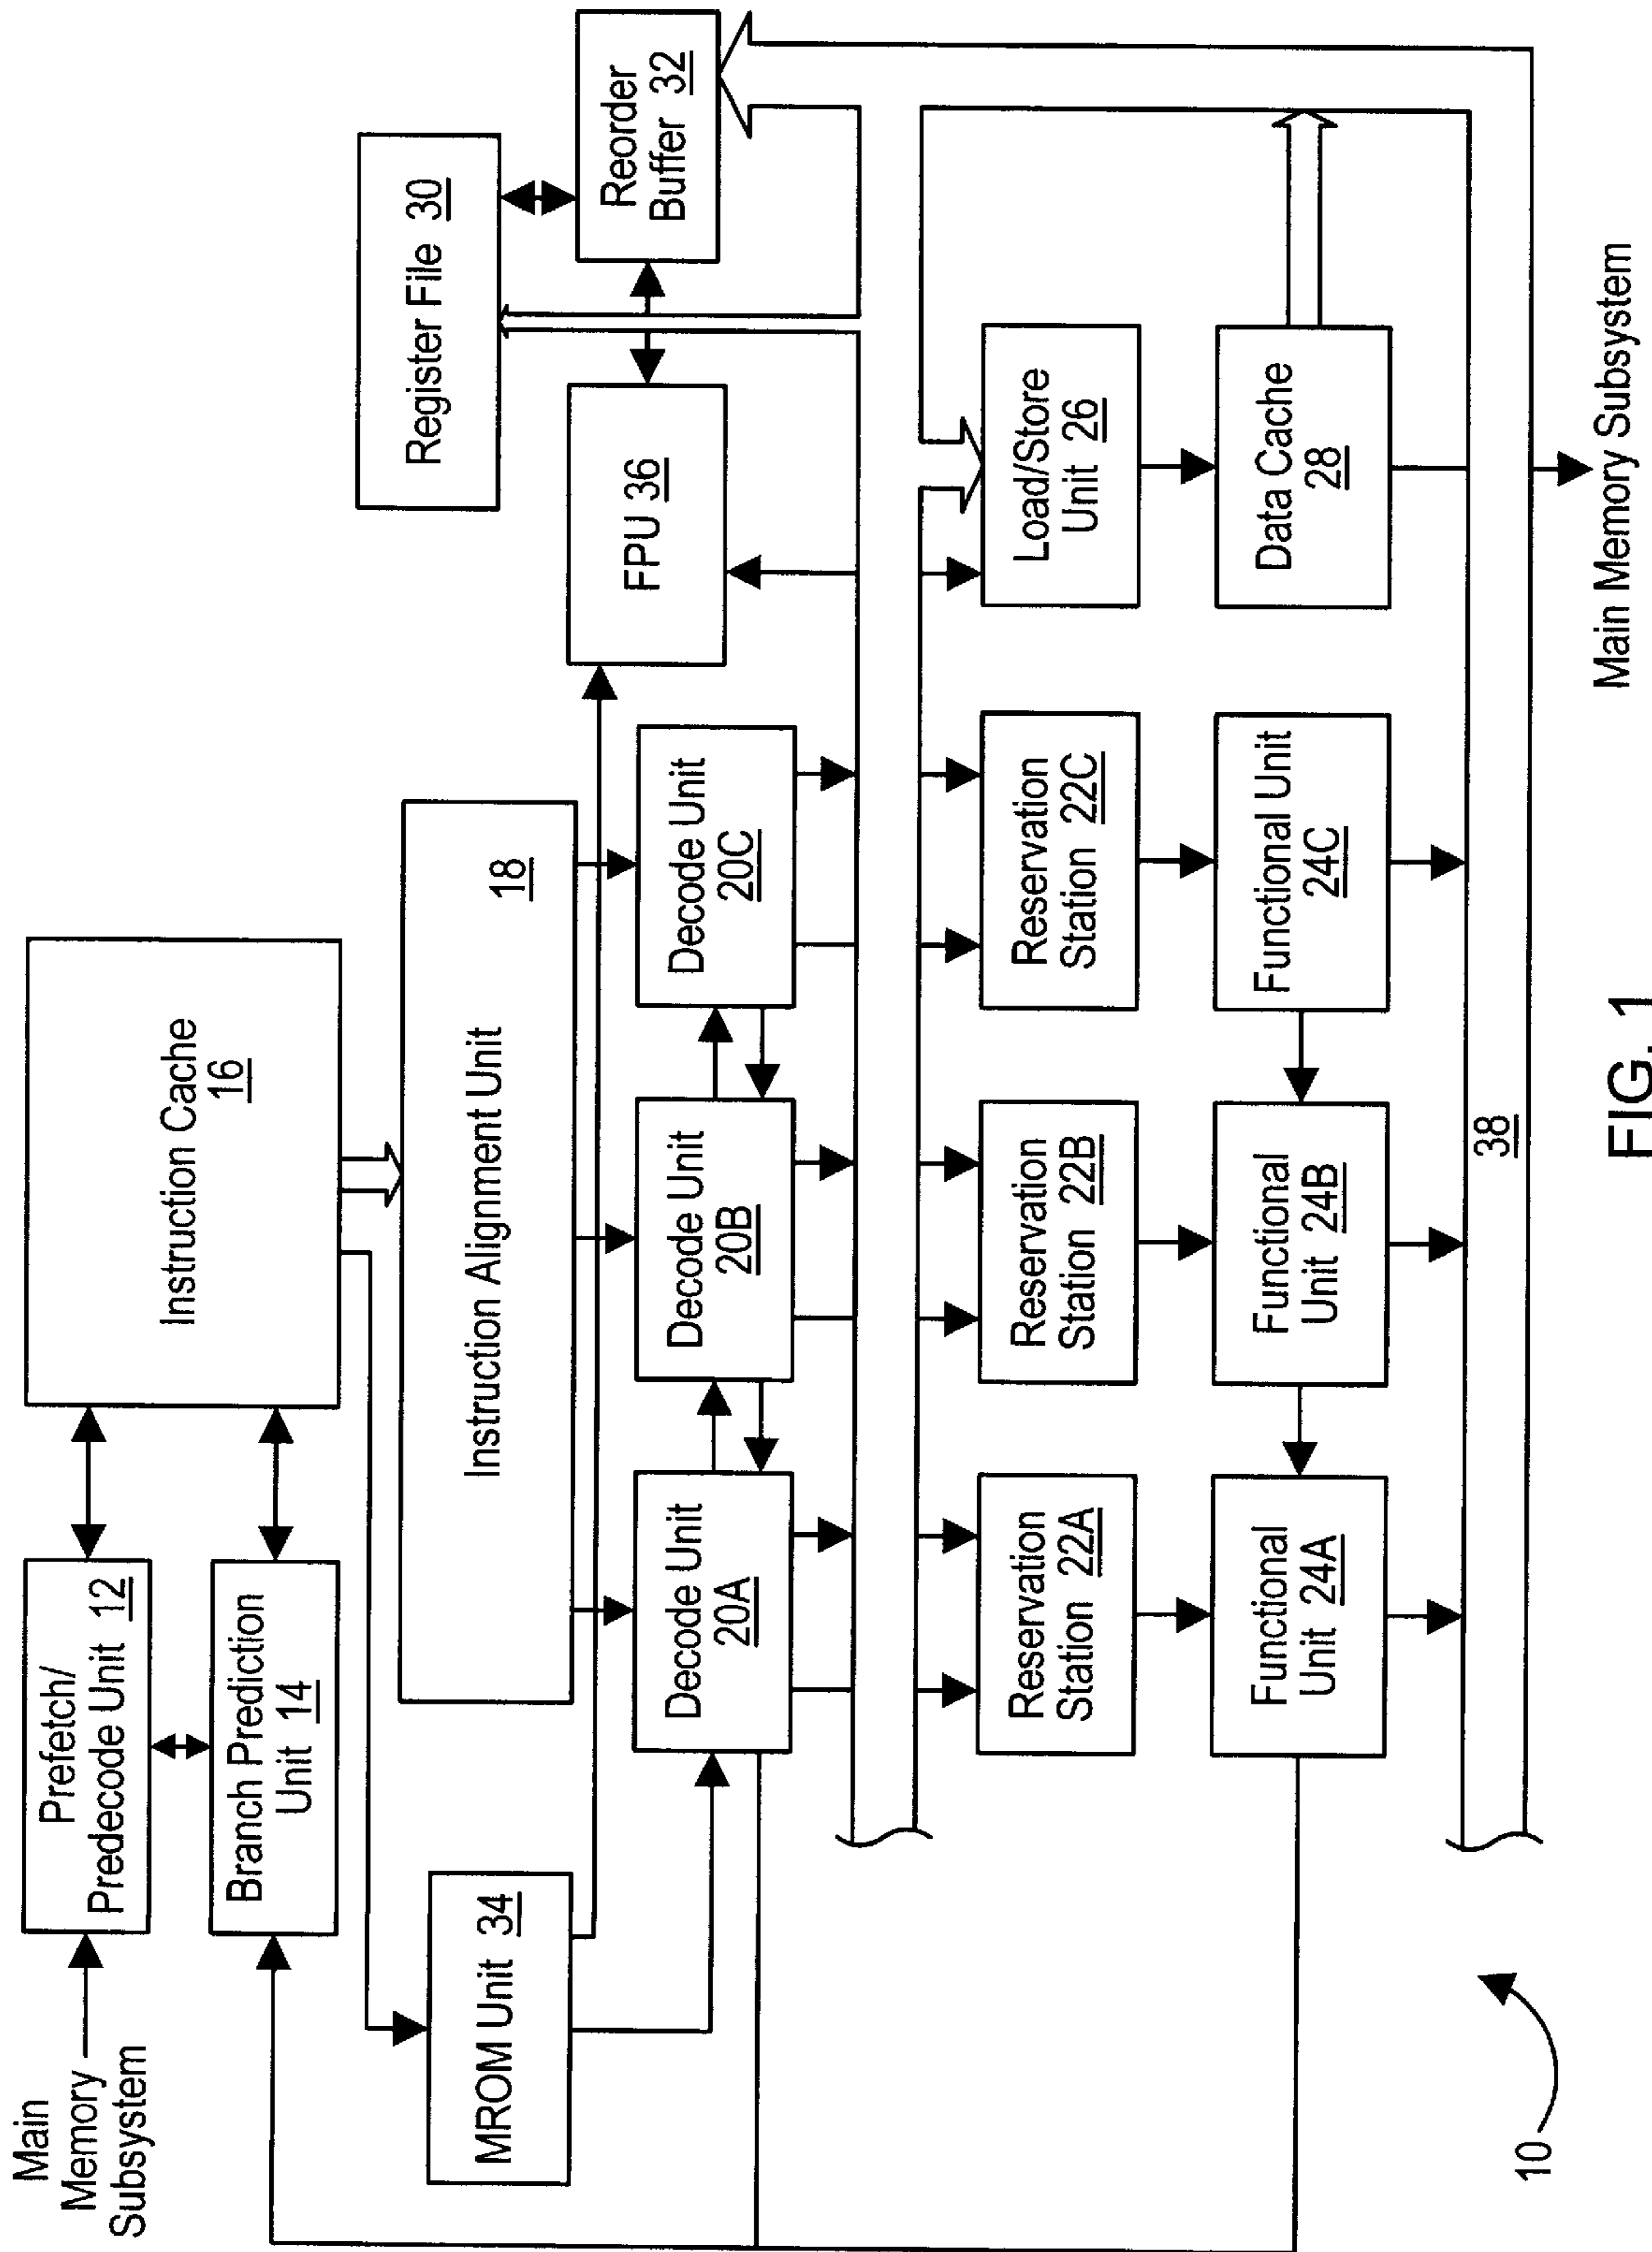 Main
Memory
Subsystem
Prefetch/
Predecode Unit 12
Branch Prediction
Unit 14
Instruction Cache
16
MROM Unit 34
Instruction Alignment Unit
18
Register File 30
Reorder
Buffer 32
FPU 36
Decode Unit
20A
Decode Unit
20B
Decode Unit
20C
Reservation
Station 22A
Reservation
Station 22B
Reservation
Station 22C
Load/Store
Unit 26
Functional
Unit 24A
Functional
Unit 24B
Functional Unit
24C
Data Cache
28
38
Main Memory Subsystem
10
FIG. 1